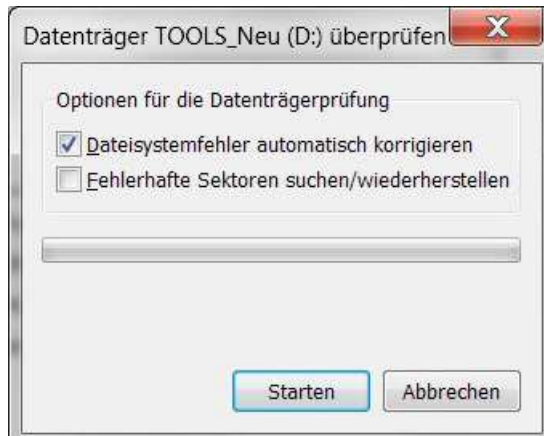 Datenträger TOOLS_Neu (D:) überprüfen
Optionen für die Datenträgerprüfung
Dateisystemfehler automatisch korrigieren
Fehlerhafte Sektoren suchen/wiederherstellen
Starten
Abbrechen